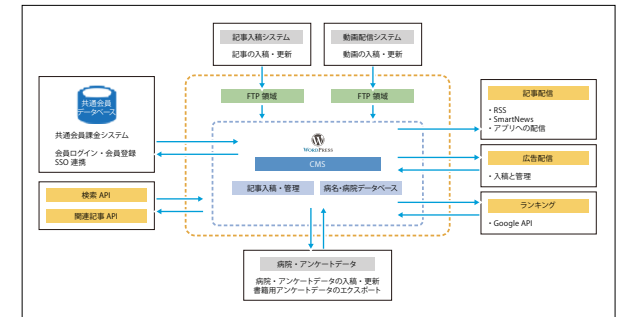 記事入稿システム
記事の入稿・更新
動画配信システム
動画の入稿・更新
FTP 領域
FTP 領域
共通会員
データベース
共通会員課金システム
会員ログイン・会員登録
SSO 連携
検索 API
関連記事 API
WORDPRESS
CMS
記事入稿・管理
病名・病院データベース
記事配信
・RSS
・SmartNews
・アプリへの配信
広告配信
・入稿と管理
ランキング
・Google API
病院・アンケートデータ
病院・アンケートデータの入稿・更新
書籍用アンケートデータのエクスポート